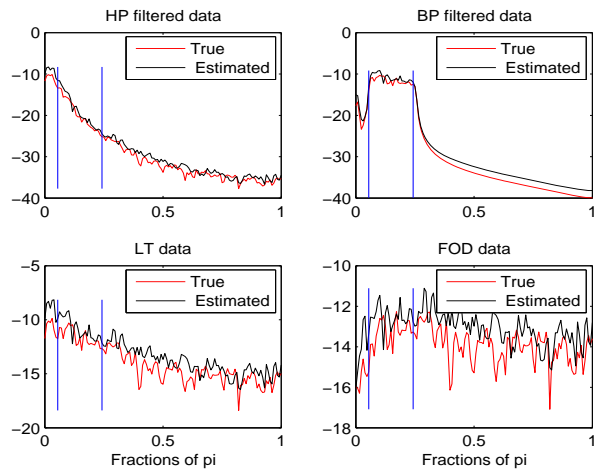 HP filtered data
0
−10
−20
−30
−40
0
0.5
1
True
Estimated
BP filtered data
0
−10
−20
−30
−40
0
0.5
1
True
Estimated
LT data
−5
−10
−15
−20
0
0.5
1
Fractions of pi
True
Estimated
FOD data
−10
−12
−14
−16
−18
0
0.5
1
Fractions of pi
True
Estimated